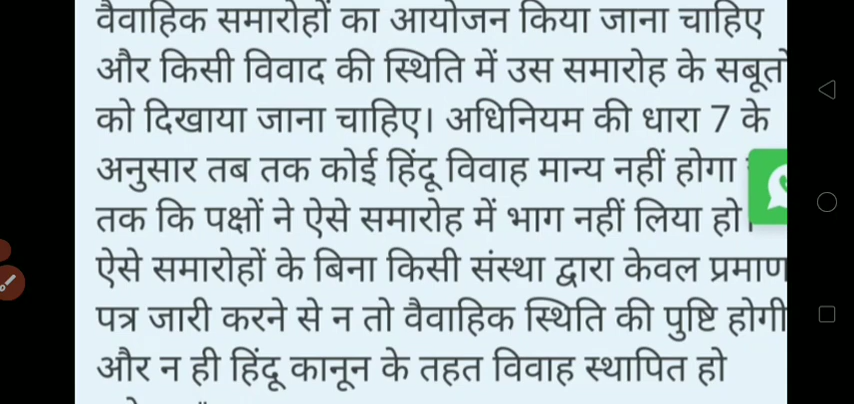 वैवाहिक समारोहों का आयोजन किया जाना चाहिए
और किसी विवाद की स्थिति में उस समारोह के सबूतों
को दिखाया जाना चाहिए। अधिनियम की धारा 7 के
अनुसार तब तक कोई हिंदू विवाह मान्य नहीं होगा
तक कि पक्षों ने ऐसे समारोह में भाग नहीं लिया हो।
ऐसे समारोहों के बिना किसी संस्था द्वारा केवल प्रमाण
पत्र जारी करने से न तो वैवाहिक स्थिति की पुष्टि होगी
और न ही हिंदू कानून के तहत विवाह स्थापित हो